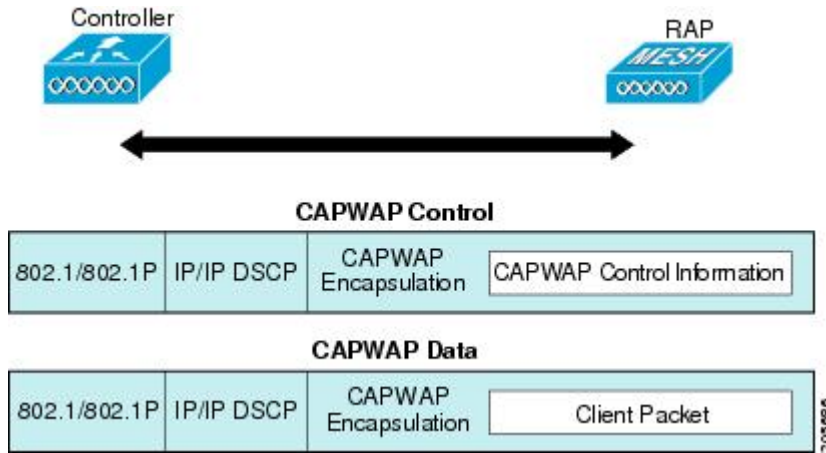 Controller
RAP
MESH
CAPWAP Control
802.1/802.1P IP/IP DSCP CAPWAP Encapsulation CAPWAP Control Information
CAPWAP Data
802.1/802.1P IP/IP DSCP CAPWAP Encapsulation Client Packet